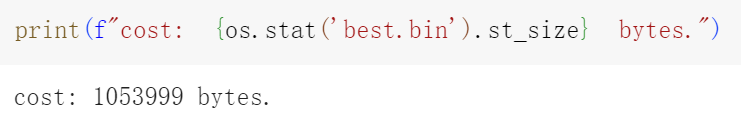 print(f"cost:  {os.stat('best.bin').st_size}  bytes.")
cost: 1053999 bytes.